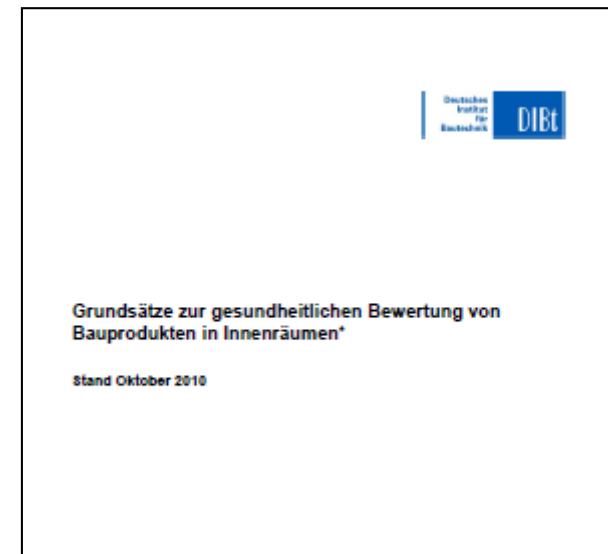 Deutsches
Institut
für
Bautechnik
DIBt
Grundsätze zur gesundheitlichen Bewertung von
Bauprodukten in Innenräumen*
Stand Oktober 2010